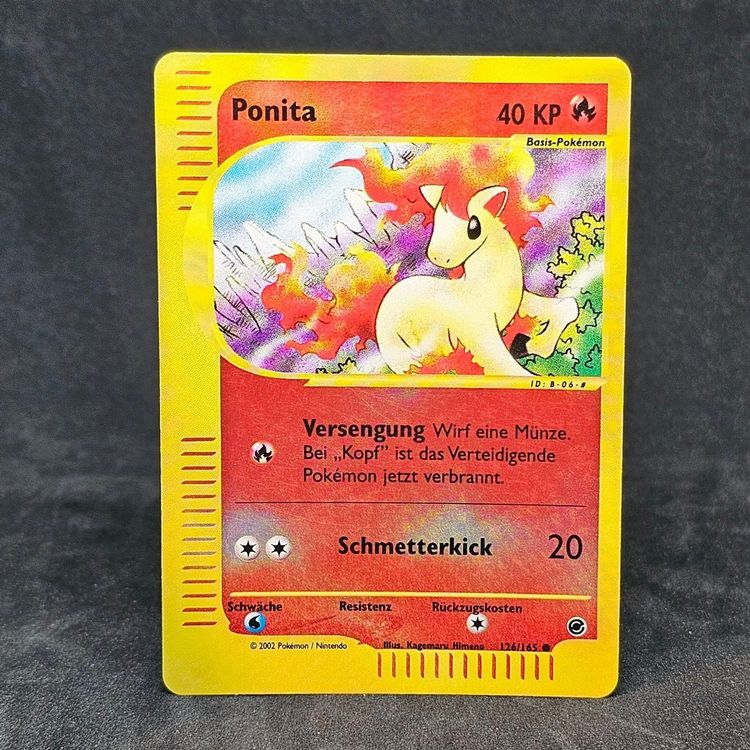 Ponita 40 KP
Basis-Pokémon
ID: B-06-#
Versengung Wirf eine Münze.
Bei „Kopf” ist das Verteidigende
Pokémon jetzt verbrannt.
Schmetterkick 20
Schwäche Resistenz Rückzugskosten
© 2002 Pokémon / Nintendo Illus. Kagemaru Himeno 126/165